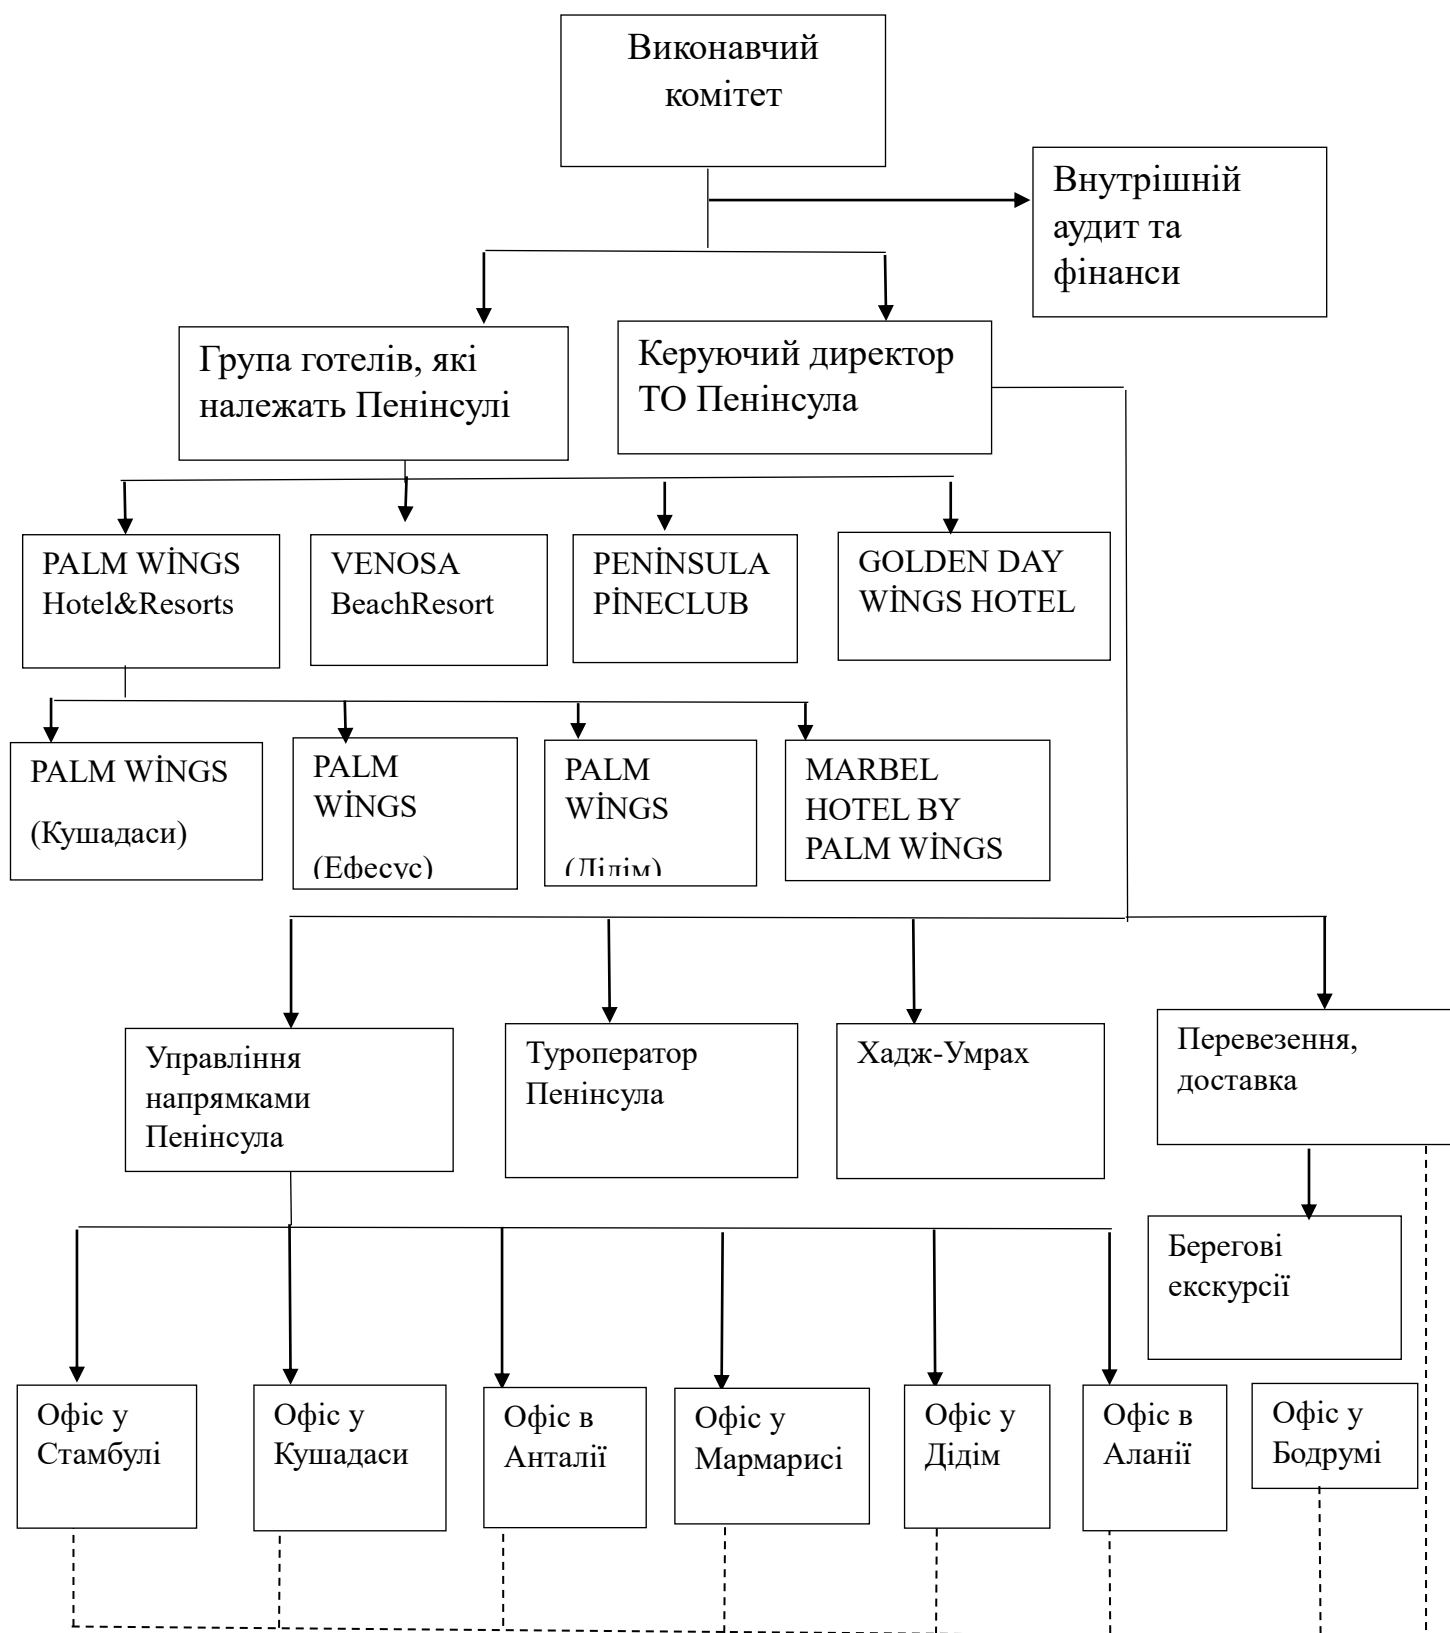 Виконавчий
комітет
Внутрішній
аудит та
фінанси
Група готелів, які
належать Пенінсулі
Керуючий директор
ТО Пенінсула
PALM WİNGS
Hotel&Resorts
VENOSA
BeachResort
PENİNSULA
PİNECLUB
GOLDEN DAY
WİNGS HOTEL
PALM WİNGS
(Кушадаси)
PALM
WİNGS
(Ефесус)
PALM
WİNGS
(Дідім)
MARBEL
HOTEL BY
PALM WİNGS
Управління
напрямками
Пенінсула
Туроператор
Пенінсула
Хадж-Умрах
Перевезення,
доставка
Берегові
екскурсії
Офіс у
Стамбулі
Офіс у
Кушадаси
Офіс в
Анталії
Офіс у
Мармарисі
Офіс у
Дідім
Офіс в
Аланії
Офіс у
Бодрумі